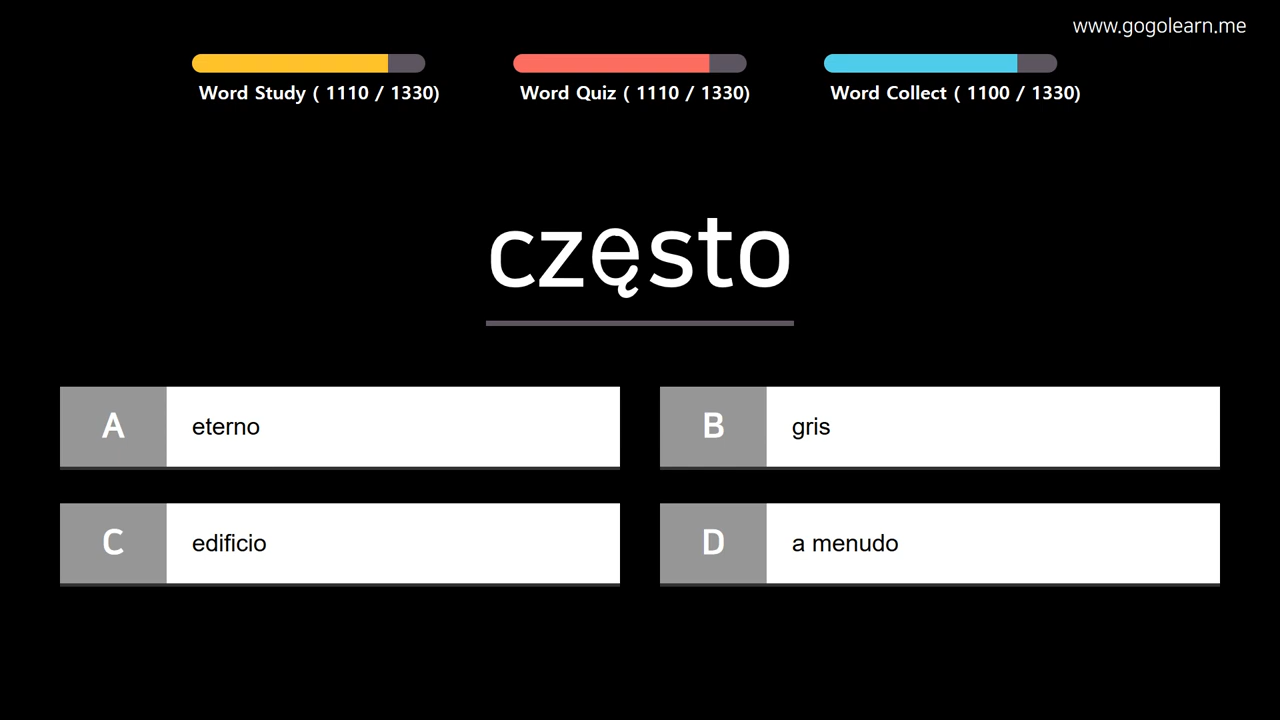 www.gogolearn.me
Word Study ( 1110 / 1330)
Word Quiz ( 1110 / 1330)
Word Collect ( 1100 / 1330)
często
A eterno
B gris
C edificio
D a menudo